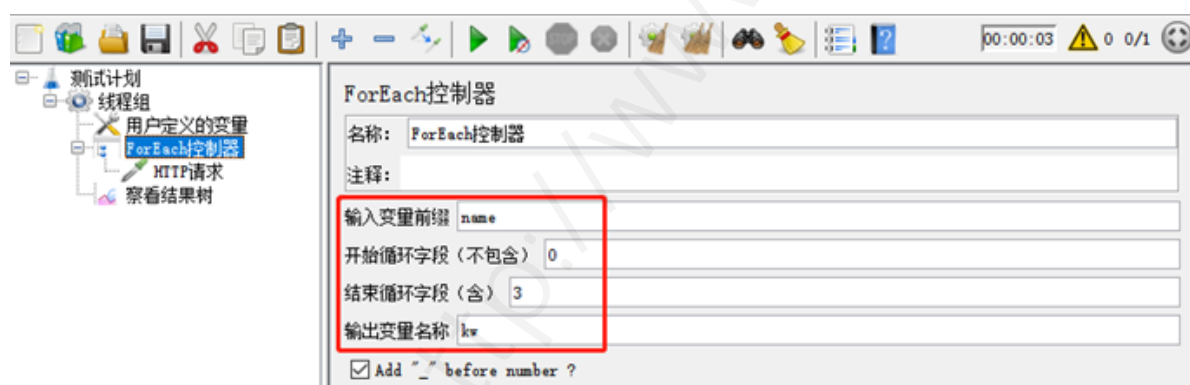 00:00:03 0 0/1
测试计划
线程组
用户定义的变量
ForEach控制器
HTTP请求
察看结果树
ForEach控制器
名称: ForEach控制器
注释:
输入变量前缀 name
开始循环字段（不包含） 0
结束循环字段（含） 3
输出变量名称 kw
Add "_" before number ?